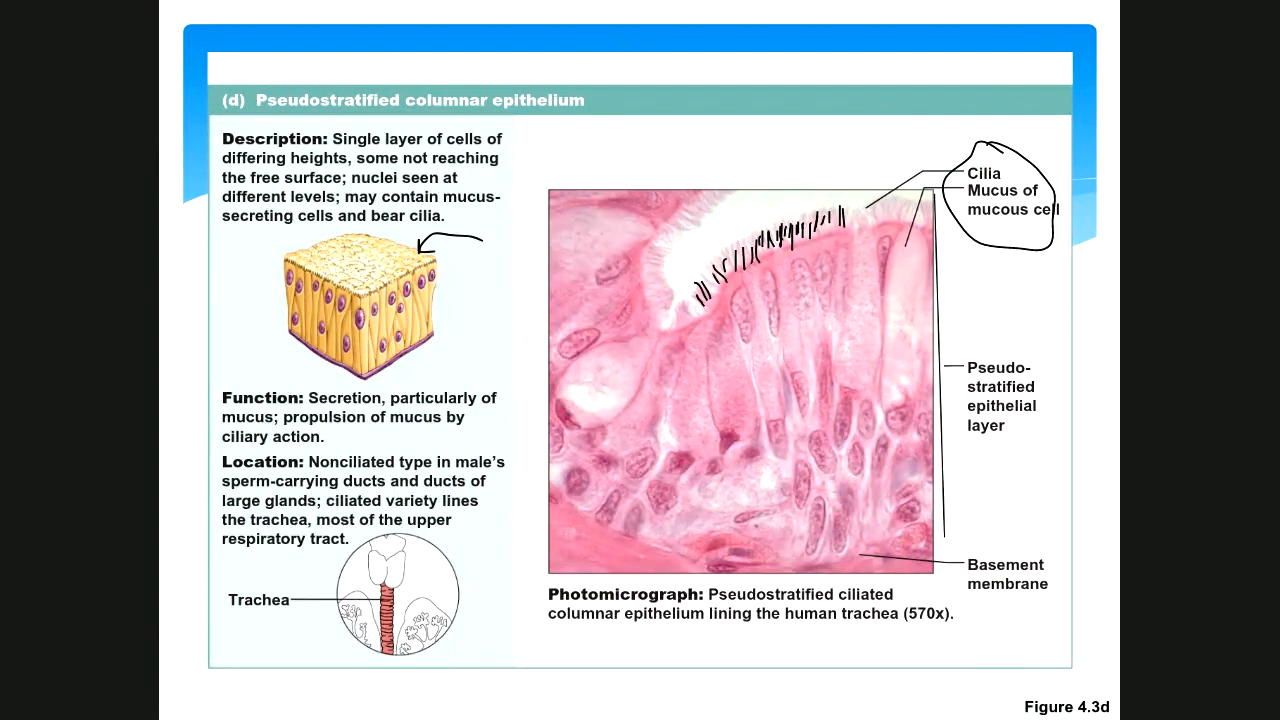 (d) Pseudostratified columnar epithelium
Description: Single layer of cells of
differing heights, some not reaching
the free surface; nuclei seen at
different levels; may contain mucus-
secreting cells and bear cilia.
Function: Secretion, particularly of
mucus; propulsion of mucus by
ciliary action.
Location: Nonciliated type in male's
sperm-carrying ducts and ducts of
large glands; ciliated variety lines
the trachea, most of the upper
respiratory tract.
Trachea
Cilia
Mucus of
mucous cell
Pseudo-
stratified
epithelial
layer
Basement
membrane
Photomicrograph: Pseudostratified ciliated
columnar epithelium lining the human trachea (570x).
Figure 4.3d